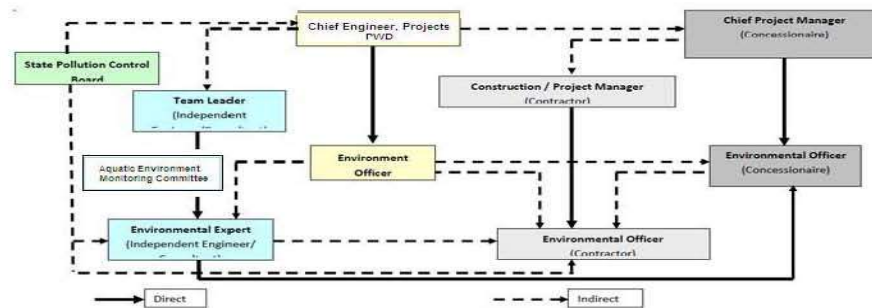 Chief Engineer, Projects
PWD
Chief Project Manager
(Concessionaire)
State Pollution Control
Board
Team Leader
(Independent
Construction / Project Manager
(Contractor)
Aquatic Environment
Monitoring Committee
Environment
Officer
Environmental Officer
(Concessionaire)
Environmental Expert
(Independent Engineer/
Environmental Officer
(Contractor)
Direct
Indirect